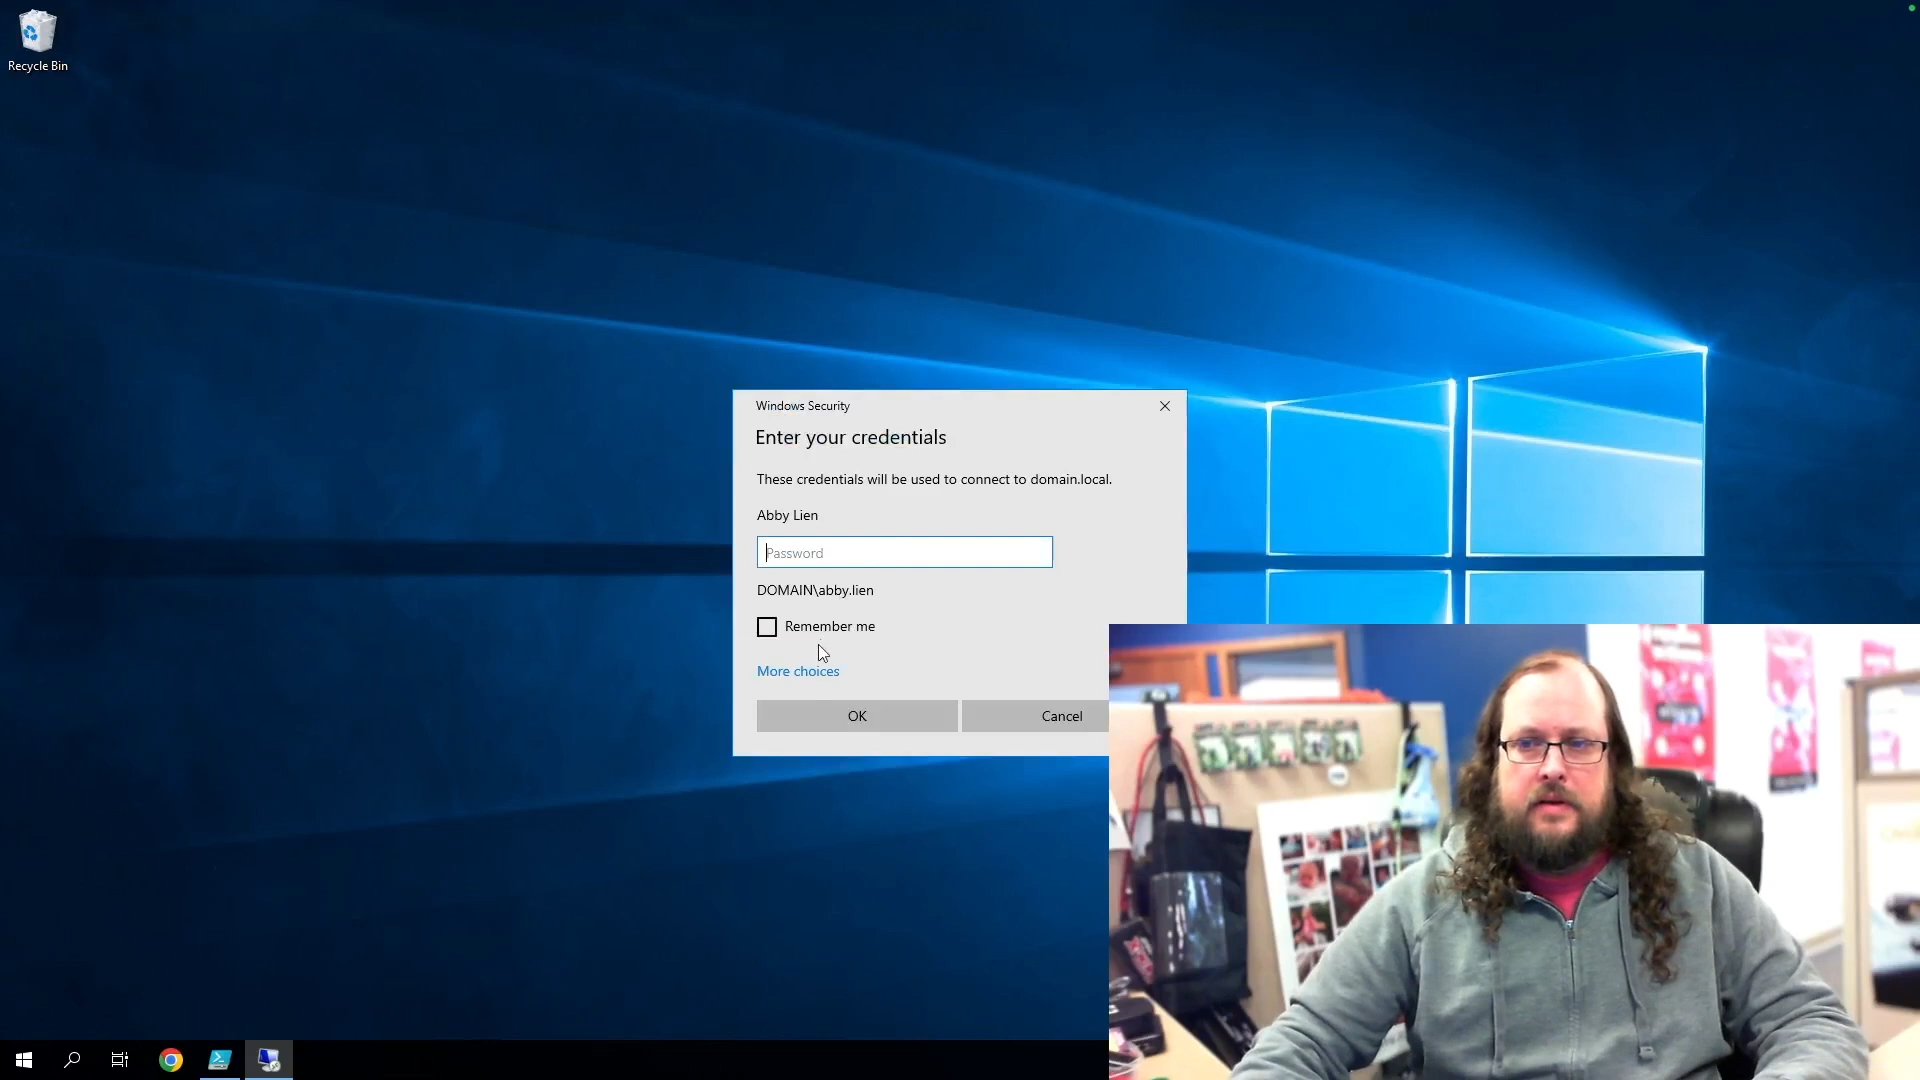 Recycle Bin
Windows Security
Enter your credentials
These credentials will be used to connect to domain.local.
Abby Lien
Password
DOMAIN\abby.lien
Remember me
More choices
OK
Cancel